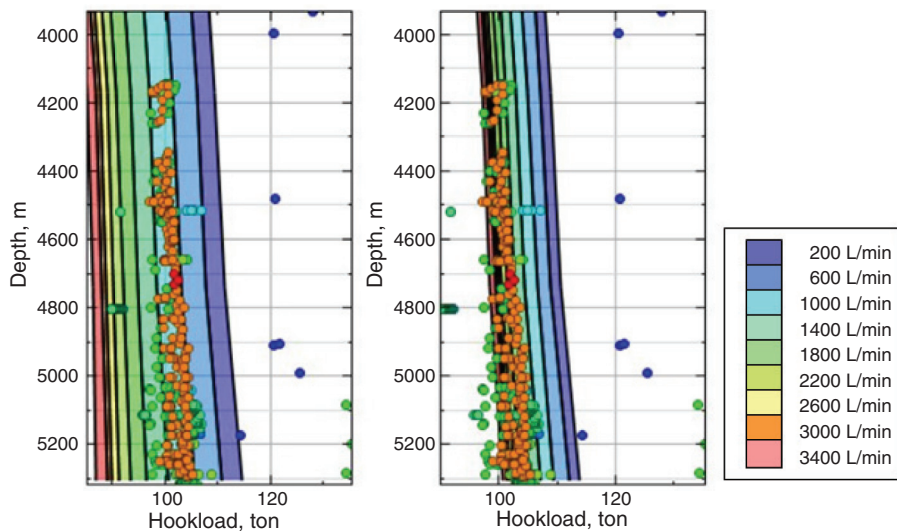 4000
4200
4400
4600
4800
5000
5200
Depth, m
100
120
Hookload, ton
4000
4200
4400
4600
4800
5000
5200
Depth, m
100
120
Hookload, ton
200 L/min
600 L/min
1000 L/min
1400 L/min
1800 L/min
2200 L/min
2600 L/min
3000 L/min
3400 L/min